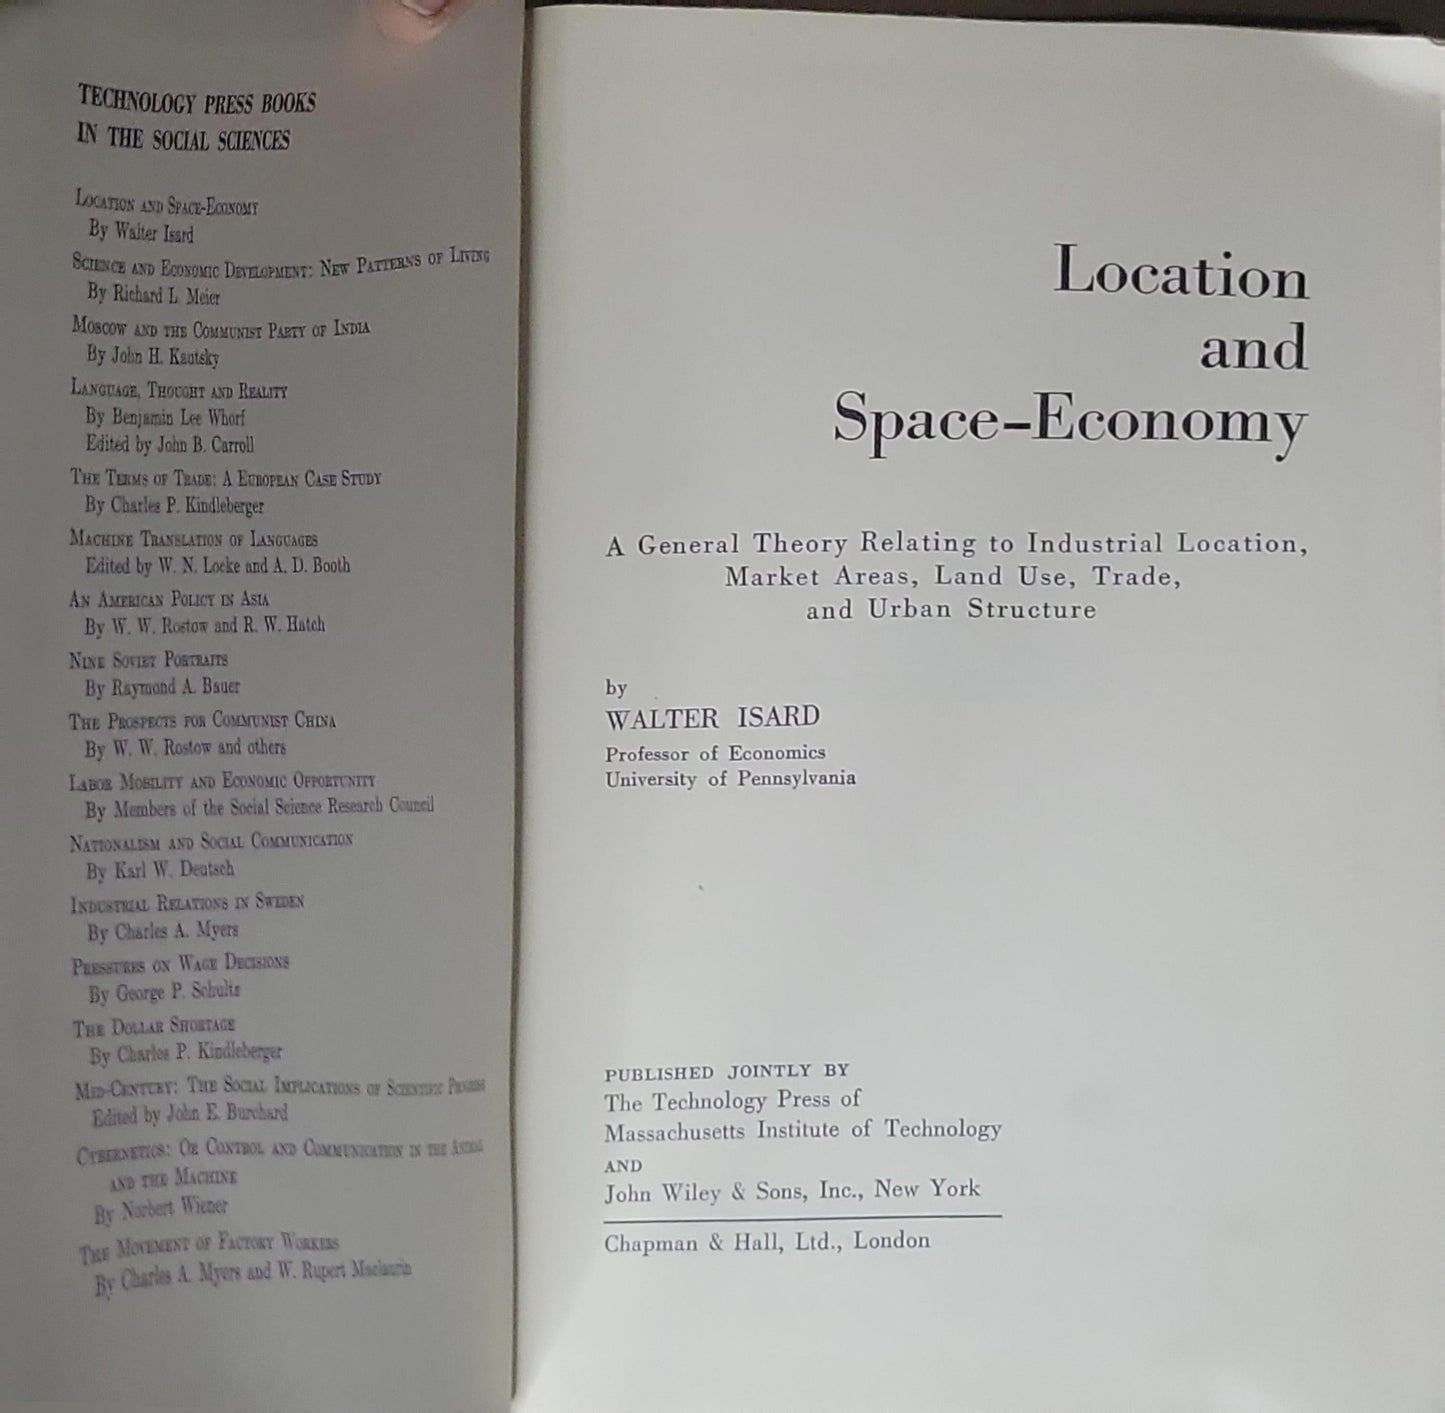 TECHNOLOGY PRESS BOOKS
IN THE SOCIAL SCIENCES
LOCATION AND SPACE-ECONOMY
By Walter Isard
SCIENCE AND ECONOMIC DEVELOPMENT: NEW PATTERNS OF LIVING
By Richard L. Meier
MOSCOW AND THE COMMUNIST PARTY OF INDIA
By John H. Kautsky
LANGUAGE, THOUGHT AND REALITY
By Benjamin Lee Whorf
Edited by John B. Carroll
THE TERMS OF TRADE: A EUROPEAN CASE STUDY
By Charles P. Kindleberger
MACHINE TRANSLATION OF LANGUAGES
Edited by W. N. Locke and A. D. Booth
AN AMERICAN POLICY IN ASIA
By W. W. Rostow and R. W. Hatch
NINE SOVIET PORTRAITS
By Raymond A. Bauer
THE PROSPECTS FOR COMMUNIST CHINA
By W. W. Rostow and others
LABOR MOBILITY AND ECONOMIC OPPORTUNITY
By Members of the Social Science Research Council
NATIONALISM AND SOCIAL COMMUNICATION
By Karl W. Deutsch
INDUSTRIAL RELATIONS IN SWEDEN
By Charles A. Myers
PRESSURES ON WAGE DECISIONS
By George P. Schultz
THE DOLLAR SHORTAGE
By Charles P. Kindleberger
MID-CENTURY: THE SOCIAL IMPLICATIONS OF SCIENTIFIC PROGRESS
Edited by John E. Burchard
CYBERNETICS: OR CONTROL AND COMMUNICATION IN THE ANIMAL
AND THE MACHINE
By Norbert Wiener
THE MOVEMENT OF FACTORY WORKERS
By Charles A. Myers and W. Rupert Maclaurin
Location
and
Space-Economy
A General Theory Relating to Industrial Location,
Market Areas, Land Use, Trade,
and Urban Structure
by
WALTER ISARD
Professor of Economics
University of Pennsylvania
PUBLISHED JOINTLY BY
The Technology Press of
Massachusetts Institute of Technology
AND
John Wiley & Sons, Inc., New York
Chapman & Hall, Ltd., London